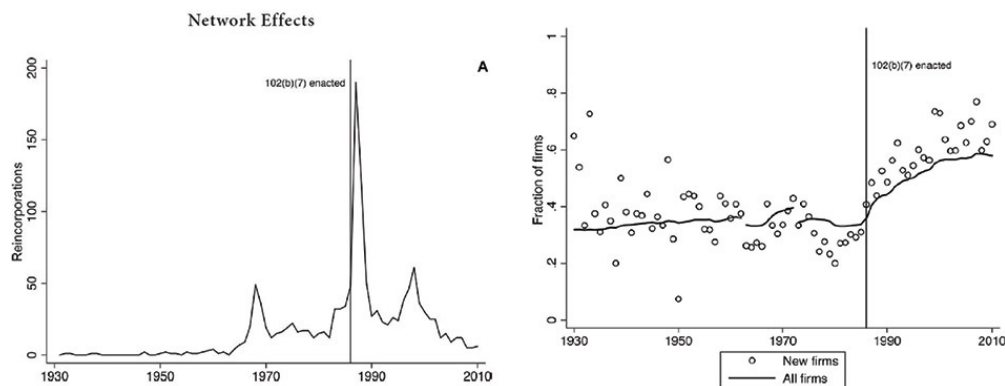 Network Effects
A
102(b)(7) enacted
Reincorporations
200
150
100
50
0
1930
1950
1970
1990
2010
102(b)(7) enacted
Fraction of firms
1
.8
.6
.4
.2
0
1930
1950
1970
1990
2010
New firms
All firms